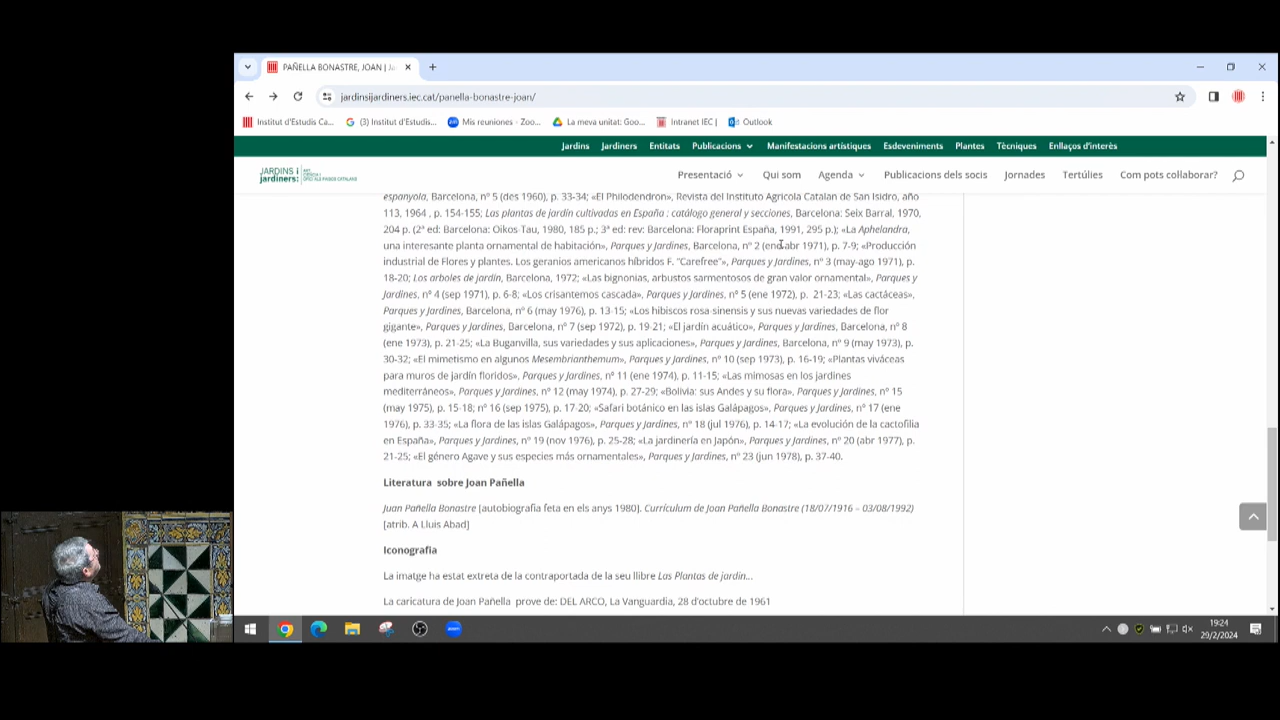 PAÑELLA BONASTRE, JOAN | Ja
jardinsijardiners.iec.cat/panella-bonastre-joan/
Institut d'Estudis Ca... (3) Institut d'Estudis... Mis reuniones - Zoo... La meva unitat: Goo... Intranet IEC | Outlook
Jardins Jardiners Entitats Publicacions Manifestacions artístiques Esdeveniments Plantes Tècniques Enllaços d'interès
JARDINS i
jardiners:
Presentació Qui som Agenda Publicacions dels socis Jornades Tertúlies Com pots collaborar?
espanyola, Barcelona, nº 5 (des 1960), p. 33-34; «El Philodendron», Revista del Instituto Agrícola Catalan de San Isidro, año
113, 1964 , p. 154-155; Las plantas de jardín cultivadas en España : catálogo general y secciones, Barcelona: Seix Barral, 1970,
204 p. (2ª ed: Barcelona: Oikos-Tau, 1980, 185 p.; 3ª ed: rev: Barcelona: Floraprint España, 1991, 295 p.); «La Aphelandra,
una interesante planta ornamental de habitación», Parques y Jardines, Barcelona, nº 2 (ene-abr 1971), p. 7-9; «Producción
industrial de Flores y plantes. Los geranios americanos híbridos F. "Carefree"», Parques y Jardines, nº 3 (may-ago 1971), p.
18-20; Los arboles de jardín, Barcelona, 1972; «Las bignonias, arbustos sarmentosos de gran valor ornamental», Parques y
Jardines, nº 4 (sep 1971), p. 6-8; «Los crisantemos cascada», Parques y Jardines, nº 5 (ene 1972), p. 21-23; «Las cactáceas»,
Parques y Jardines, Barcelona, nº 6 (may 1976), p. 13-15; «Los hibiscos rosa-sinensis y sus nuevas variedades de flor
gigante», Parques y Jardines, Barcelona, nº 7 (sep 1972), p. 19-21; «El jardín acuático», Parques y Jardines, Barcelona, nº 8
(ene 1973), p. 21-25; «La Buganvilla, sus variedades y sus aplicaciones», Parques y Jardines, Barcelona, nº 9 (may 1973), p.
30-32; «El mimetismo en algunos Mesembrianthemum», Parques y Jardines, nº 10 (sep 1973), p. 16-19; «Plantas viváceas
para muros de jardín floridos», Parques y Jardines, nº 11 (ene 1974), p. 11-15; «Las mimosas en los jardines
mediterráneos», Parques y Jardines, nº 12 (may 1974), p. 27-29; «Bolivia: sus Andes y su flora», Parques y Jardines, nº 15
(may 1975), p. 15-18; nº 16 (sep 1975), p. 17-20; «Safari botánico en las islas Galápagos», Parques y Jardines, nº 17 (ene
1976), p. 33-35; «La flora de las islas Galápagos», Parques y Jardines, nº 18 (jul 1976), p. 14-17; «La evolución de la cactofilia
en España», Parques y Jardines, nº 19 (nov 1976), p. 25-28; «La jardinería en Japón», Parques y Jardines, nº 20 (abr 1977), p.
21-25; «El género Agave y sus especies más ornamentales», Parques y Jardines, nº 23 (jun 1978), p. 37-40.
Literatura sobre Joan Pañella
Juan Pañella Bonastre [autobiografia feta en els anys 1980]. Currículum de Joan Pañella Bonastre (18/07/1916 – 03/08/1992)
[atrib. A Lluis Abad]
Iconografia
La imatge ha estat extreta de la contraportada de la seu llibre Las Plantas de jardin...
La caricatura de Joan Pañella prove de: DEL ARCO, La Vanguardia, 28 d'octubre de 1961
zoom
19:24
29/2/2024